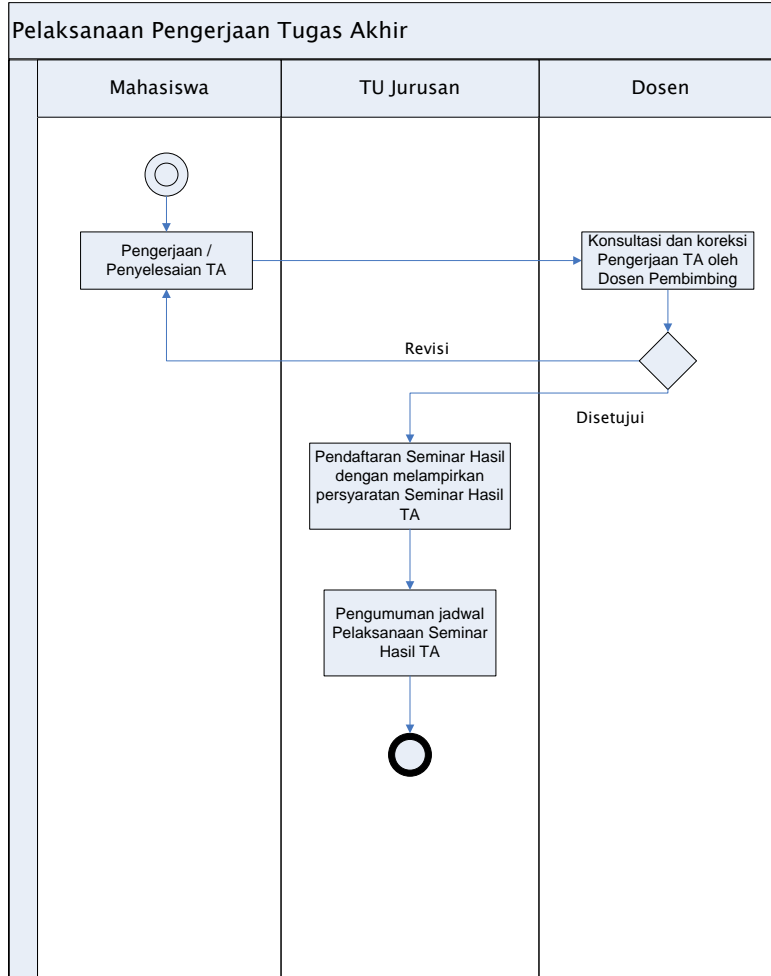 Pelaksanaan Pengerjaan Tugas Akhir
Mahasiswa
TU Jurusan
Dosen
Pengerjaan /
Penyelesaian TA
Konsultasi dan koreksi
Pengerjaan TA oleh
Dosen Pembimbing
Revisi
Disetujui
Pendaftaran Seminar Hasil
dengan melampirkan
persyaratan Seminar Hasil
TA
Pengumuman jadwal
Pelaksanaan Seminar
Hasil TA